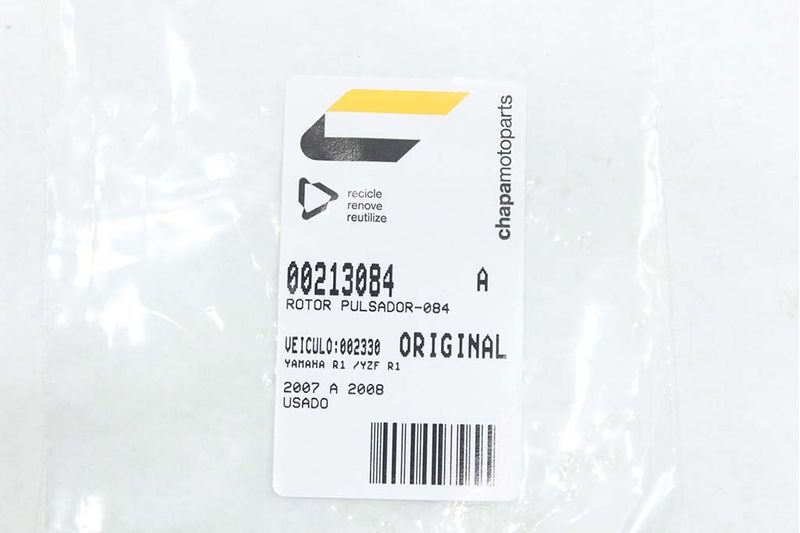 chapamotoparts
recicle
renove
reutilize
00213084 A
ROTOR PULSADOR-084
VEICULO:002330 ORIGINAL
YAMAHA R1 /YZF R1
2007 A 2008
USADO